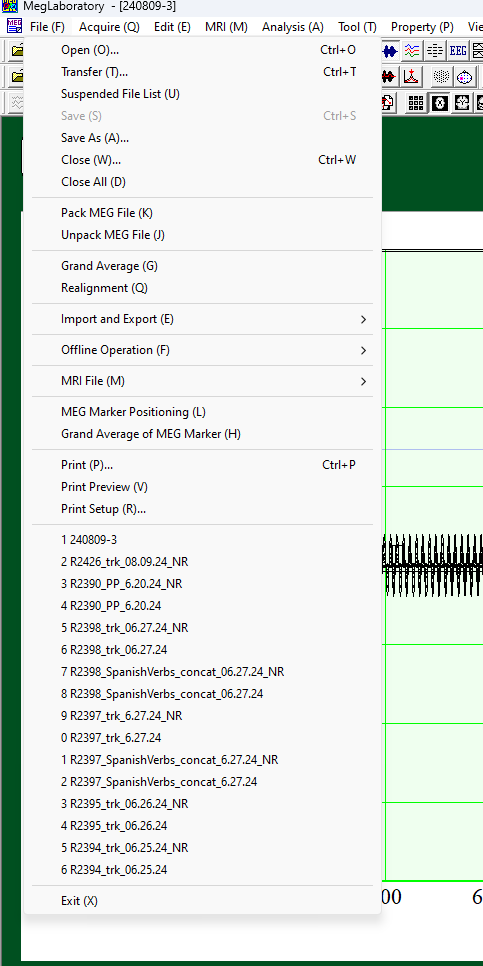 MegLaboratory - [240809-3]
MEG File (F) Acquire (Q) Edit (E) MRI (M) Analysis (A) Tool (T) Property (P)
EEG
Open (O)... Ctrl+O
Transfer (T)... Ctrl+T
Suspended File List (U)
Save (S) Ctrl+S
Save As (A)...
Close (W)... Ctrl+W
Close All (D)
Pack MEG File (K)
Unpack MEG File (J)
Grand Average (G)
Realignment (Q)
Import and Export (E)
Offline Operation (F)
MRI File (M)
MEG Marker Positioning (L)
Grand Average of MEG Marker (H)
Print (P)... Ctrl+P
Print Preview (V)
Print Setup (R)...
1 240809-3
2 R2426_trk_08.09.24_NR
3 R2390_PP_6.20.24_NR
4 R2390_PP_6.20.24
5 R2398_trk_06.27.24_NR
6 R2398_trk_06.27.24
7 R2398_SpanishVerbs_concat_06.27.24_NR
8 R2398_SpanishVerbs_concat_06.27.24
9 R2397_trk_6.27.24_NR
0 R2397_trk_6.27.24
1 R2397_SpanishVerbs_concat_6.27.24_NR
2 R2397_SpanishVerbs_concat_6.27.24
3 R2395_trk_06.26.24_NR
4 R2395_trk_06.26.24
5 R2394_trk_06.25.24_NR
6 R2394_trk_06.25.24
Exit (X)